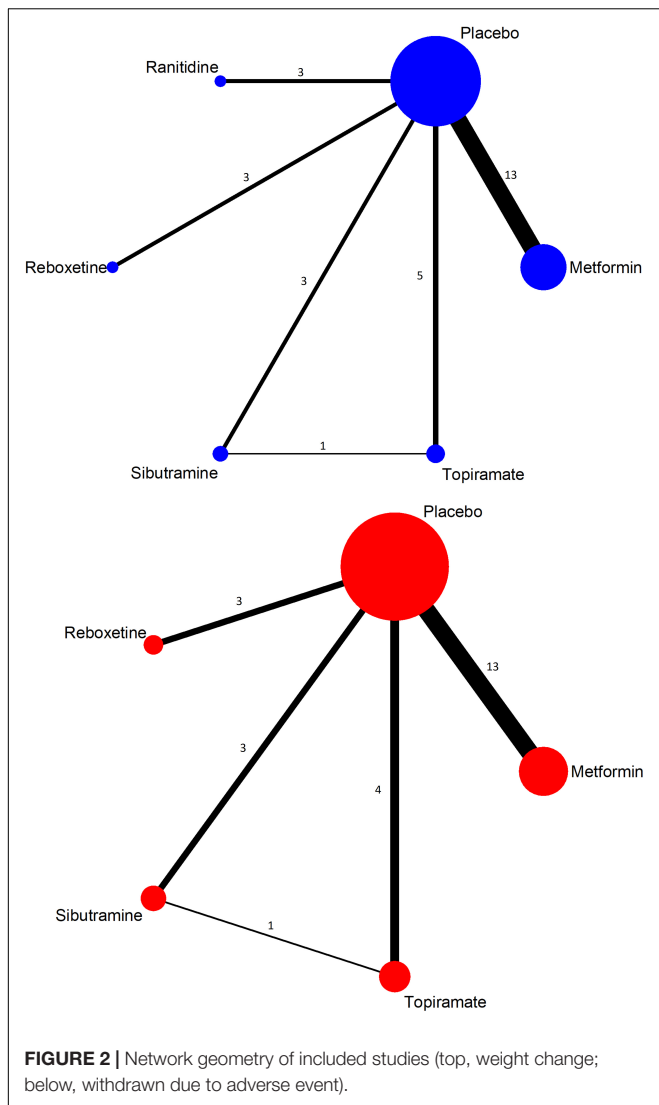 Placebo
Ranitidine
3
3
13
Reboxetine
Metformin
3
5
Sibutramine
1
Topiramate
Placebo
3
Reboxetine
13
3
Metformin
4
Sibutramine
1
Topiramate
FIGURE 2 | Network geometry of included studies (top, weight change;
below, withdrawn due to adverse event).